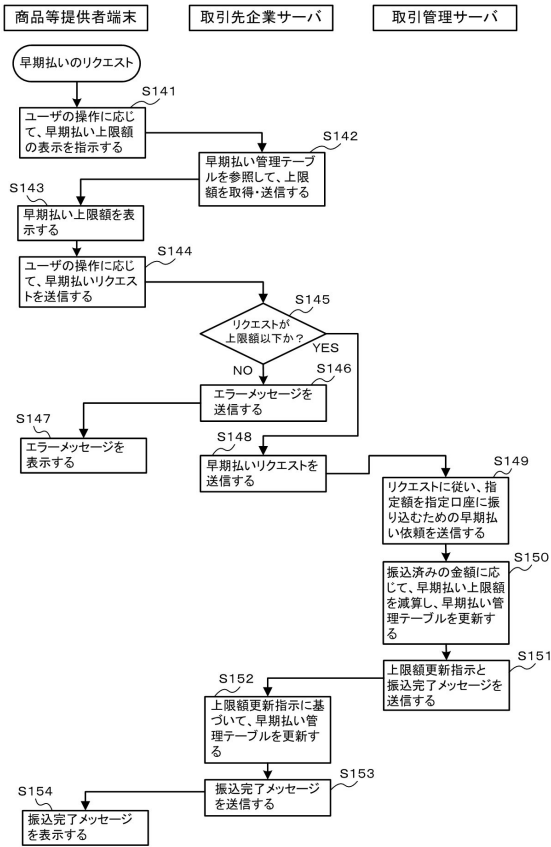 商品等提供者端末
取引先企業サーバ
取引管理サーバ
早期払いのリクエスト
S141
ユーザの操作に応じ
て、早期払い上限額
の表示を指示する
S142
早期払い管理テーブ
ルを参照して、上限
額を取得・送信する
S143
早期払い上限額を表
示する
S144
ユーザの操作に応じ
て、早期払いリクエス
トを送信する
S145
リクエストが
上限額以下か?
YES
NO
S146
エラーメッセージを
送信する
S147
エラーメッセージを
表示する
S148
早期払いリクエストを
送信する
S149
リクエストに従い、指
定額を指定口座に振
り込むための早期払
い依頼を送信する
S150
振込済みの金額に応
じて、早期払い上限額
を減算し、早期払い管
理テーブルを更新す
る
S151
上限額更新指示と
振込完了メッセージを
送信する
S152
上限額更新指示に基
づいて、早期払い管
理テーブルを更新す
る
S153
振込完了メッセージ
を送信する
S154
振込完了メッセージ
を表示する